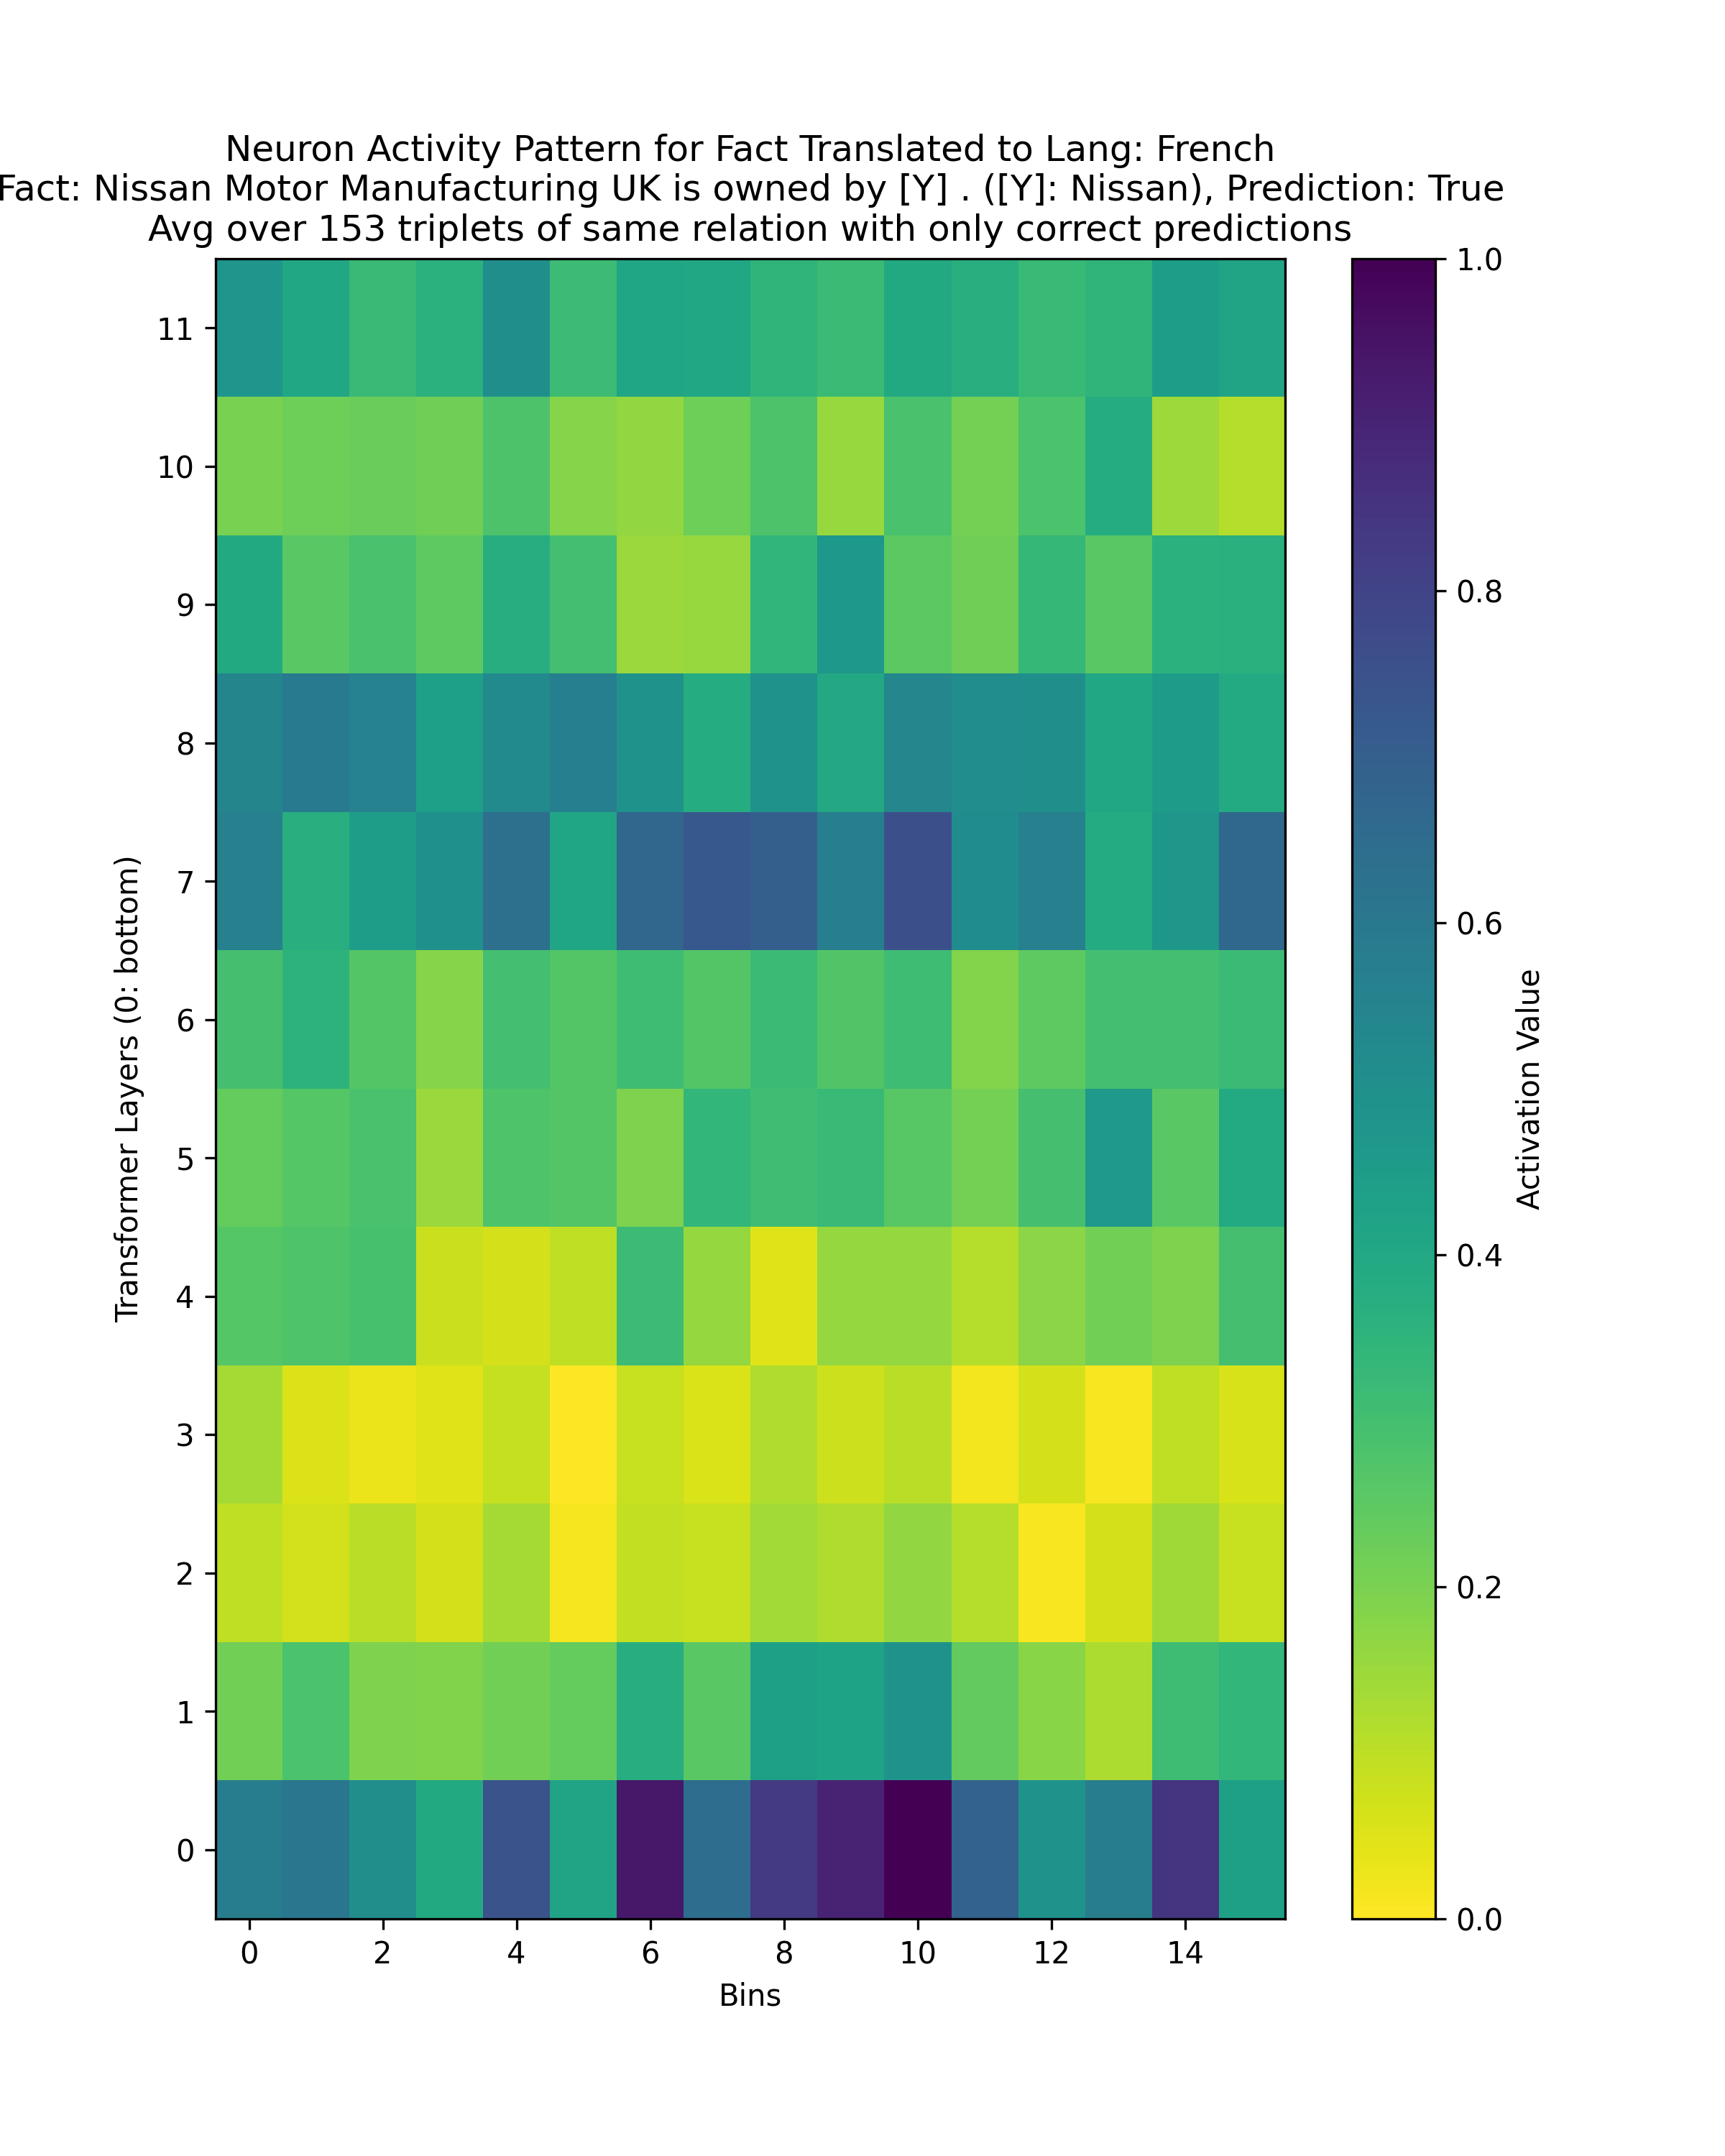 Neuron Activity Pattern for Fact Translated to Lang: French
Fact: Nissan Motor Manufacturing UK is owned by [Y] . ([Y]: Nissan), Prediction: True
Avg over 153 triplets of same relation with only correct predictions
11
10
9
8
7
6
5
4
3
2
1
0
Transformer Layers (0: bottom)
0 2 4 6 8 10 12 14
Bins
1.0
0.8
0.6
0.4
0.2
0.0
Activation Value